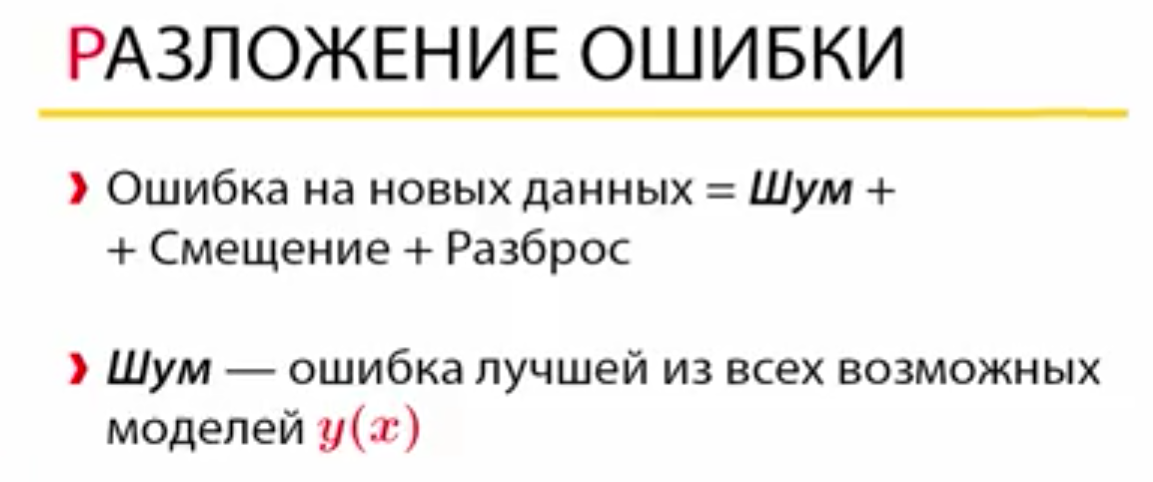 РАЗЛОЖЕНИЕ ОШИБКИ
❱ Ошибка на новых данных = Шум +
+ Смещение + Разброс
❱ Шум — ошибка лучшей из всех возможных
моделей y(x)